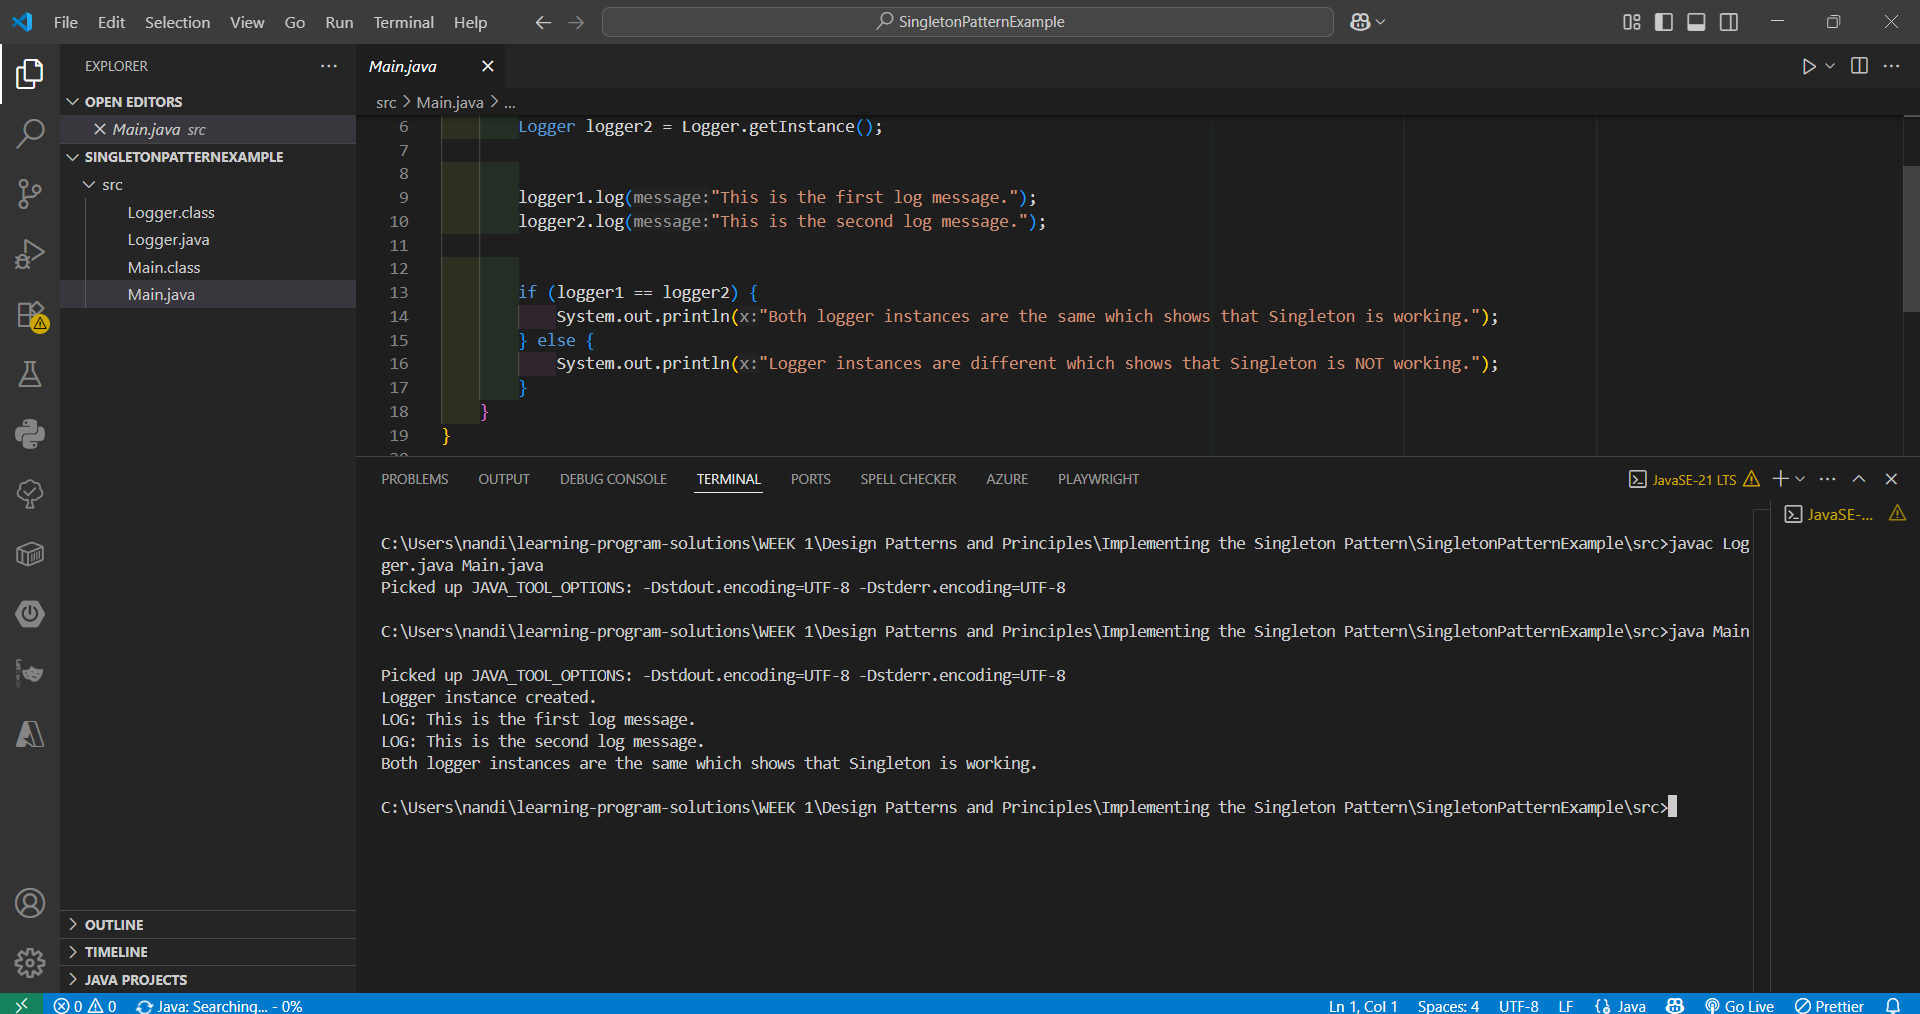 File Edit Selection View Go Run Terminal Help
SingletonPatternExample
EXPLORER
OPEN EDITORS
Main.java src
SINGLETONPATTERNEXAMPLE
src
Logger.class
Logger.java
Main.class
Main.java
OUTLINE
TIMELINE
JAVA PROJECTS
Main.java
src > Main.java > ...
6 Logger logger2 = Logger.getInstance();
7
8
9 logger1.log(message:"This is the first log message.");
10 logger2.log(message:"This is the second log message.");
11
12
13 if (logger1 == logger2) {
14 System.out.println(x:"Both logger instances are the same which shows that Singleton is working.");
15 } else {
16 System.out.println(x:"Logger instances are different which shows that Singleton is NOT working.");
17 }
18 }
19 }
PROBLEMS OUTPUT DEBUG CONSOLE TERMINAL PORTS SPELL CHECKER AZURE PLAYWRIGHT
JavaSE-21 LTS
JavaSE-...
C:\Users\nandi\learning-program-solutions\WEEK 1\Design Patterns and Principles\Implementing the Singleton Pattern\SingletonPatternExample\src>javac Log
ger.java Main.java
Picked up JAVA_TOOL_OPTIONS: -Dstdout.encoding=UTF-8 -Dstderr.encoding=UTF-8
C:\Users\nandi\learning-program-solutions\WEEK 1\Design Patterns and Principles\Implementing the Singleton Pattern\SingletonPatternExample\src>java Main
Picked up JAVA_TOOL_OPTIONS: -Dstdout.encoding=UTF-8 -Dstderr.encoding=UTF-8
Logger instance created.
LOG: This is the first log message.
LOG: This is the second log message.
Both logger instances are the same which shows that Singleton is working.
C:\Users\nandi\learning-program-solutions\WEEK 1\Design Patterns and Principles\Implementing the Singleton Pattern\SingletonPatternExample\src>
0 0 Java: Searching... - 0%
Ln 1, Col 1 Spaces: 4 UTF-8 LF {} Java Go Live Prettier